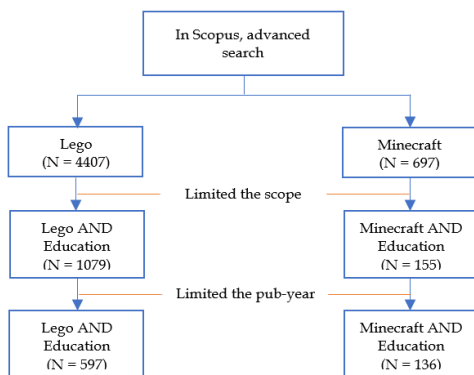 In Scopus, advanced
search
Lego
(N = 4407)
Minecraft
(N = 697)
Limited the scope
Lego AND
Education
(N = 1079)
Minecraft AND
Education
(N = 155)
Limited the pub-year
Lego AND
Education
(N = 597)
Minecraft AND
Education
(N = 136)